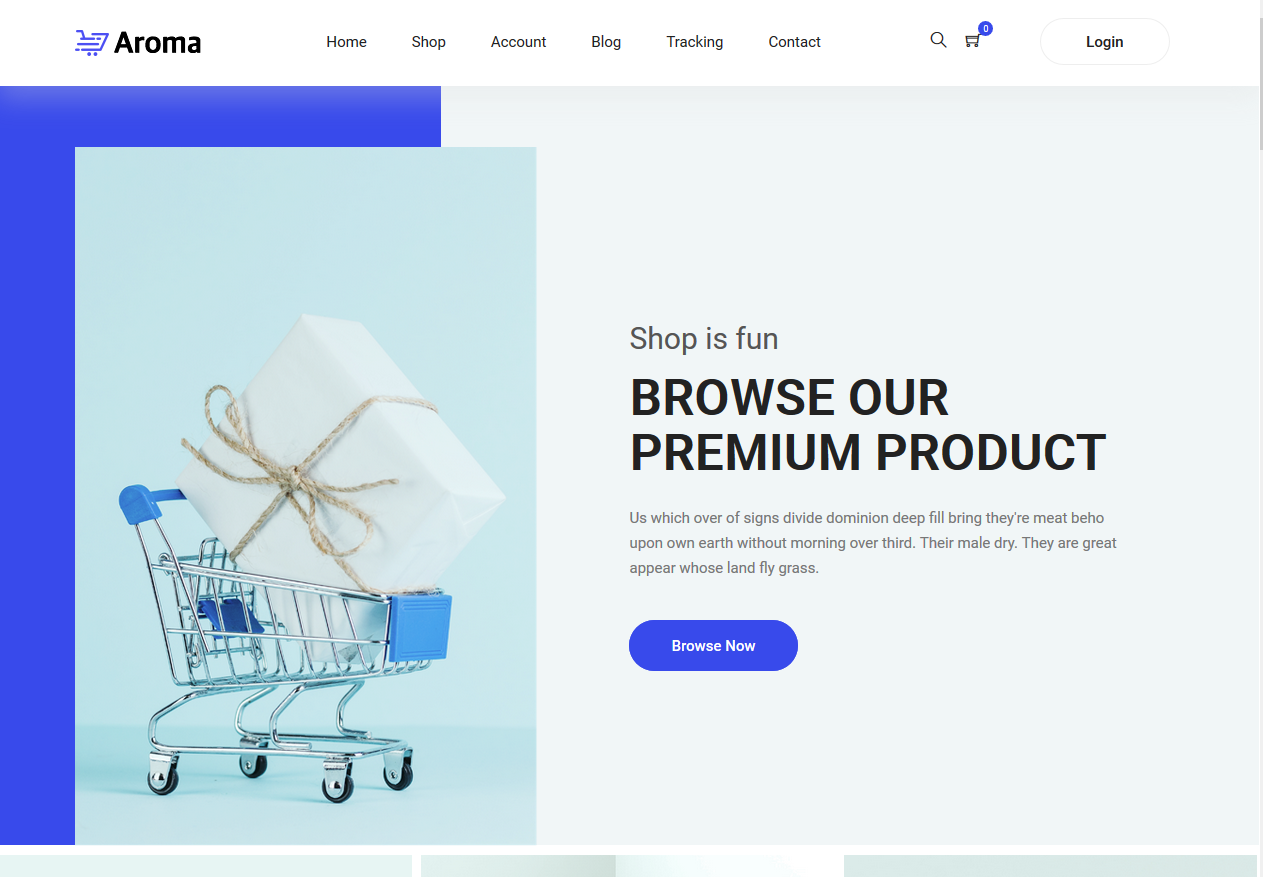 Aroma
Home
Shop
Account
Blog
Tracking
Contact
0
Login
Shop is fun
BROWSE OUR
PREMIUM PRODUCT
Us which over of signs divide dominion deep fill bring they're meat beho
upon own earth without morning over third. Their male dry. They are great
appear whose land fly grass.
Browse Now